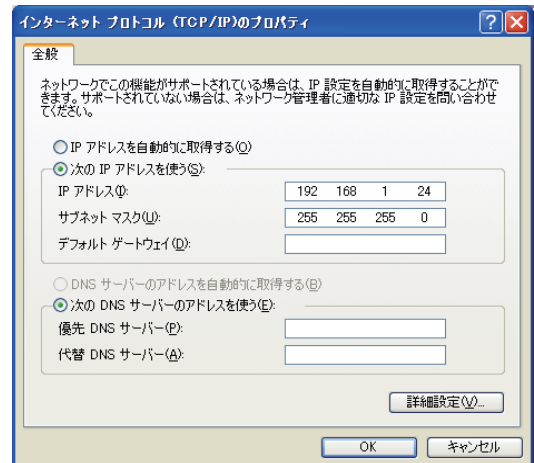 インターネット プロトコル (TCP/IP)のプロパティ
全般
ネットワークでこの機能がサポートされている場合は、IP 設定を自動的に取得することがで
きます。サポートされていない場合は、ネットワーク管理者に適切な IP 設定を問い合わせ
てください。
IP アドレスを自動的に取得する(O)
次の IP アドレスを使う(S):
IP アドレス(I): 192 168 1 24
サブネット マスク(U): 255 255 255 0
デフォルト ゲートウェイ(D):
DNS サーバーのアドレスを自動的に取得する(B)
次の DNS サーバーのアドレスを使う(E):
優先 DNS サーバー(P):
代替 DNS サーバー(A):
詳細設定(V)...
OK キャンセル